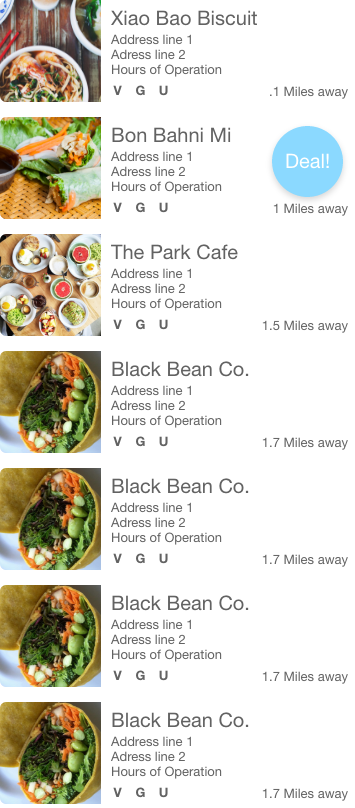 Xiao Bao Biscuit
Address line 1
Adress line 2
Hours of Operation
V G U
.1 Miles away
Bon Bahni Mi
Address line 1
Adress line 2
Hours of Operation
Deal!
V G U
1 Miles away
The Park Cafe
Address line 1
Adress line 2
Hours of Operation
V G U
1.5 Miles away
Black Bean Co.
Address line 1
Adress line 2
Hours of Operation
V G U
1.7 Miles away
Black Bean Co.
Address line 1
Adress line 2
Hours of Operation
V G U
1.7 Miles away
Black Bean Co.
Address line 1
Adress line 2
Hours of Operation
V G U
1.7 Miles away
Black Bean Co.
Address line 1
Adress line 2
Hours of Operation
V G U
1.7 Miles away